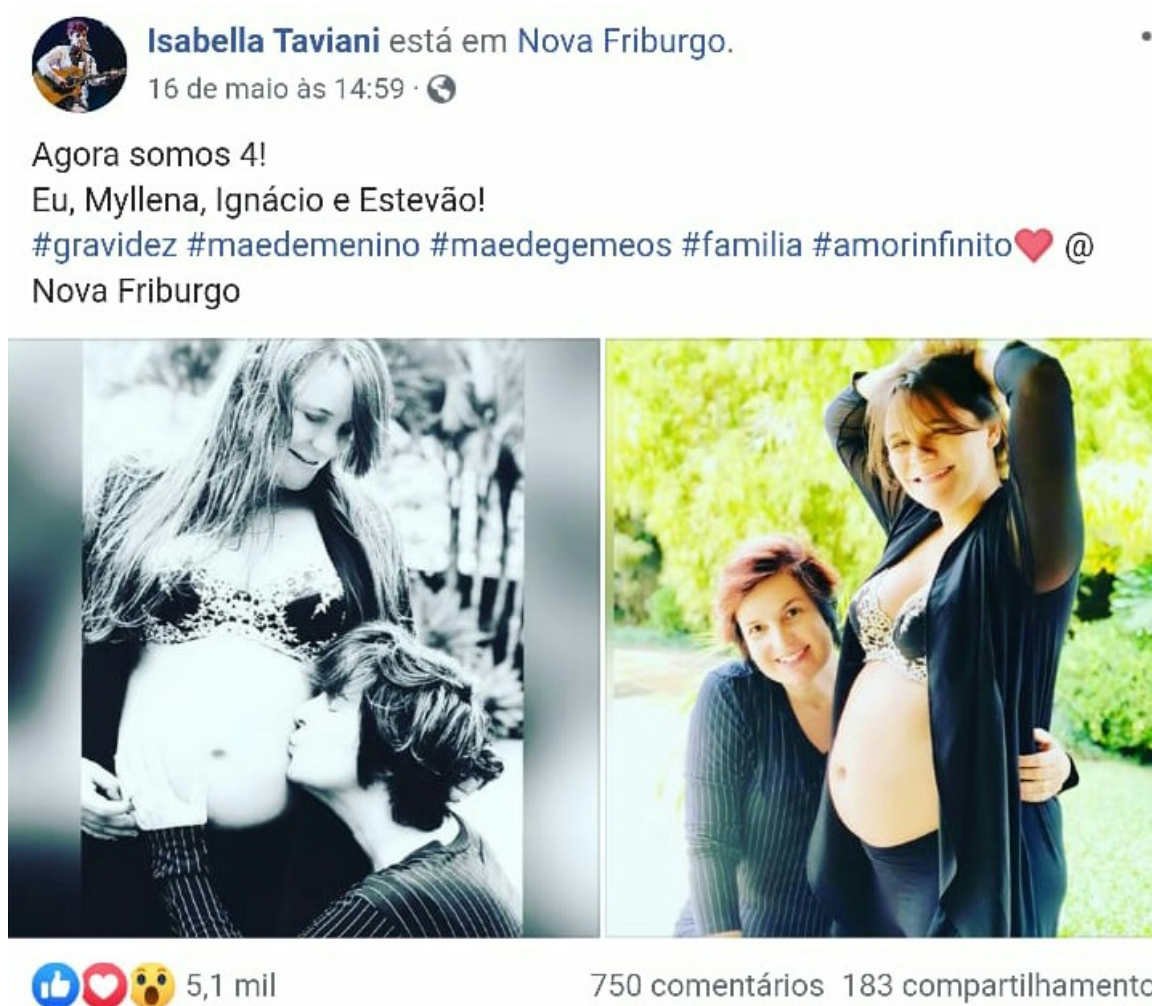 Isabella Taviani está em Nova Friburgo.
16 de maio às 14:59 ·
Agora somos 4!
Eu, Myllena, Ignácio e Estevão!
#gravidez #maedemenino #maedegemeos #familia #amorinfinito❤ @
Nova Friburgo
5,1 mil 750 comentários 183 compartilhamento